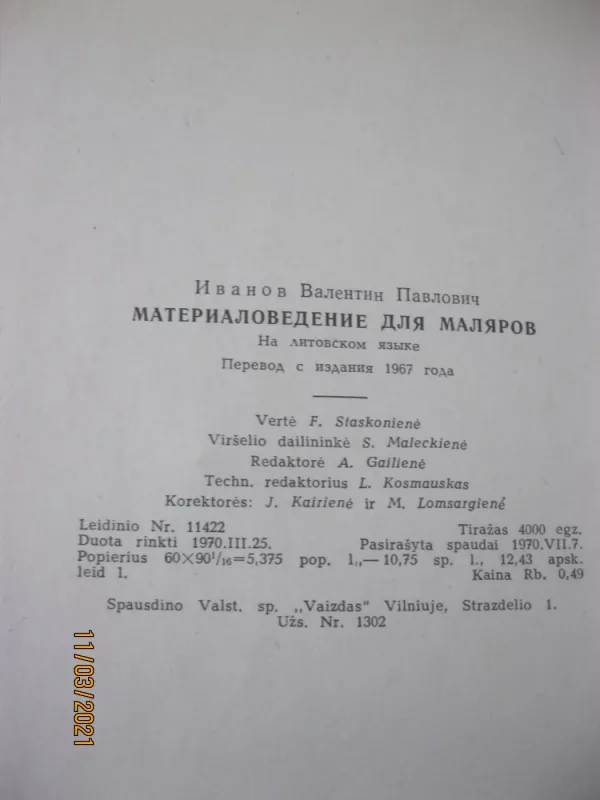 Иванов Валентин Павлович
МАТЕРИАЛОВЕДЕНИЕ ДЛЯ МАЛЯРОВ
На литовском языке
Перевод с издания 1967 года
Vertė F. Staskonienė
Viršelio dailininkė S. Maleckienė
Redaktorė A. Gailienė
Techn. redaktorius L. Kosmauskas
Korektorės: J. Kairienė ir M. Lomsargienė
Leidinio Nr. 11422 Tiražas 4000 egz.
Duota rinkti 1970.III.25. Pasirašyta spaudai 1970.VII.7.
Popierius 60×90¹/₁₆=5,375 pop. l.,— 10,75 sp. l., 12,43 apsk.
leid l. Kaina Rb. 0,49
Spausdino Valst. sp. „Vaizdas" Vilniuje, Strazdelio 1.
Užs. Nr. 1302
11/03/2021